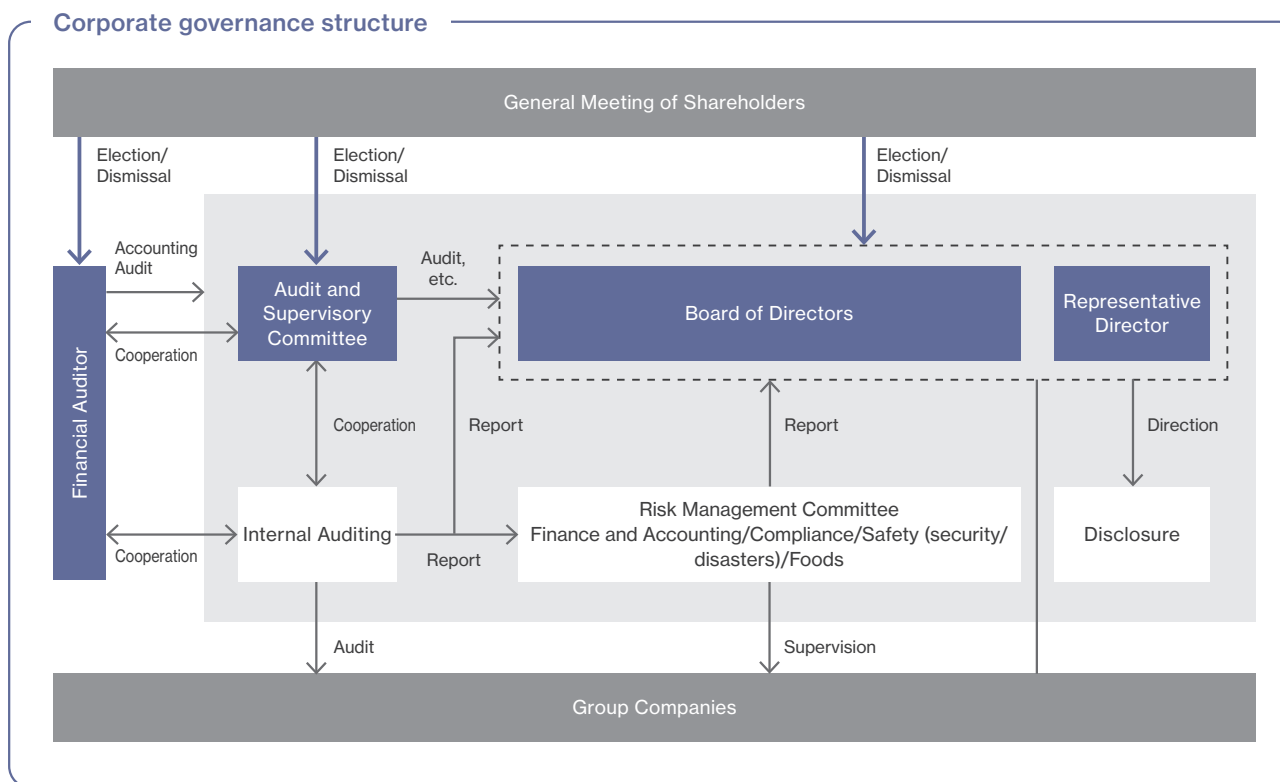 Corporate governance structure
General Meeting of Shareholders
Election/
Dismissal
Election/
Dismissal
Election/
Dismissal
Accounting
Audit
Audit,
etc.
Audit and
Supervisory
Committee
Board of Directors
Representative
Director
Cooperation
Financial Auditor
Cooperation
Report
Report
Direction
Internal Auditing
Risk Management Committee
Finance and Accounting/Compliance/Safety (security/
disasters)/Foods
Disclosure
Cooperation
Report
Audit
Supervision
Group Companies